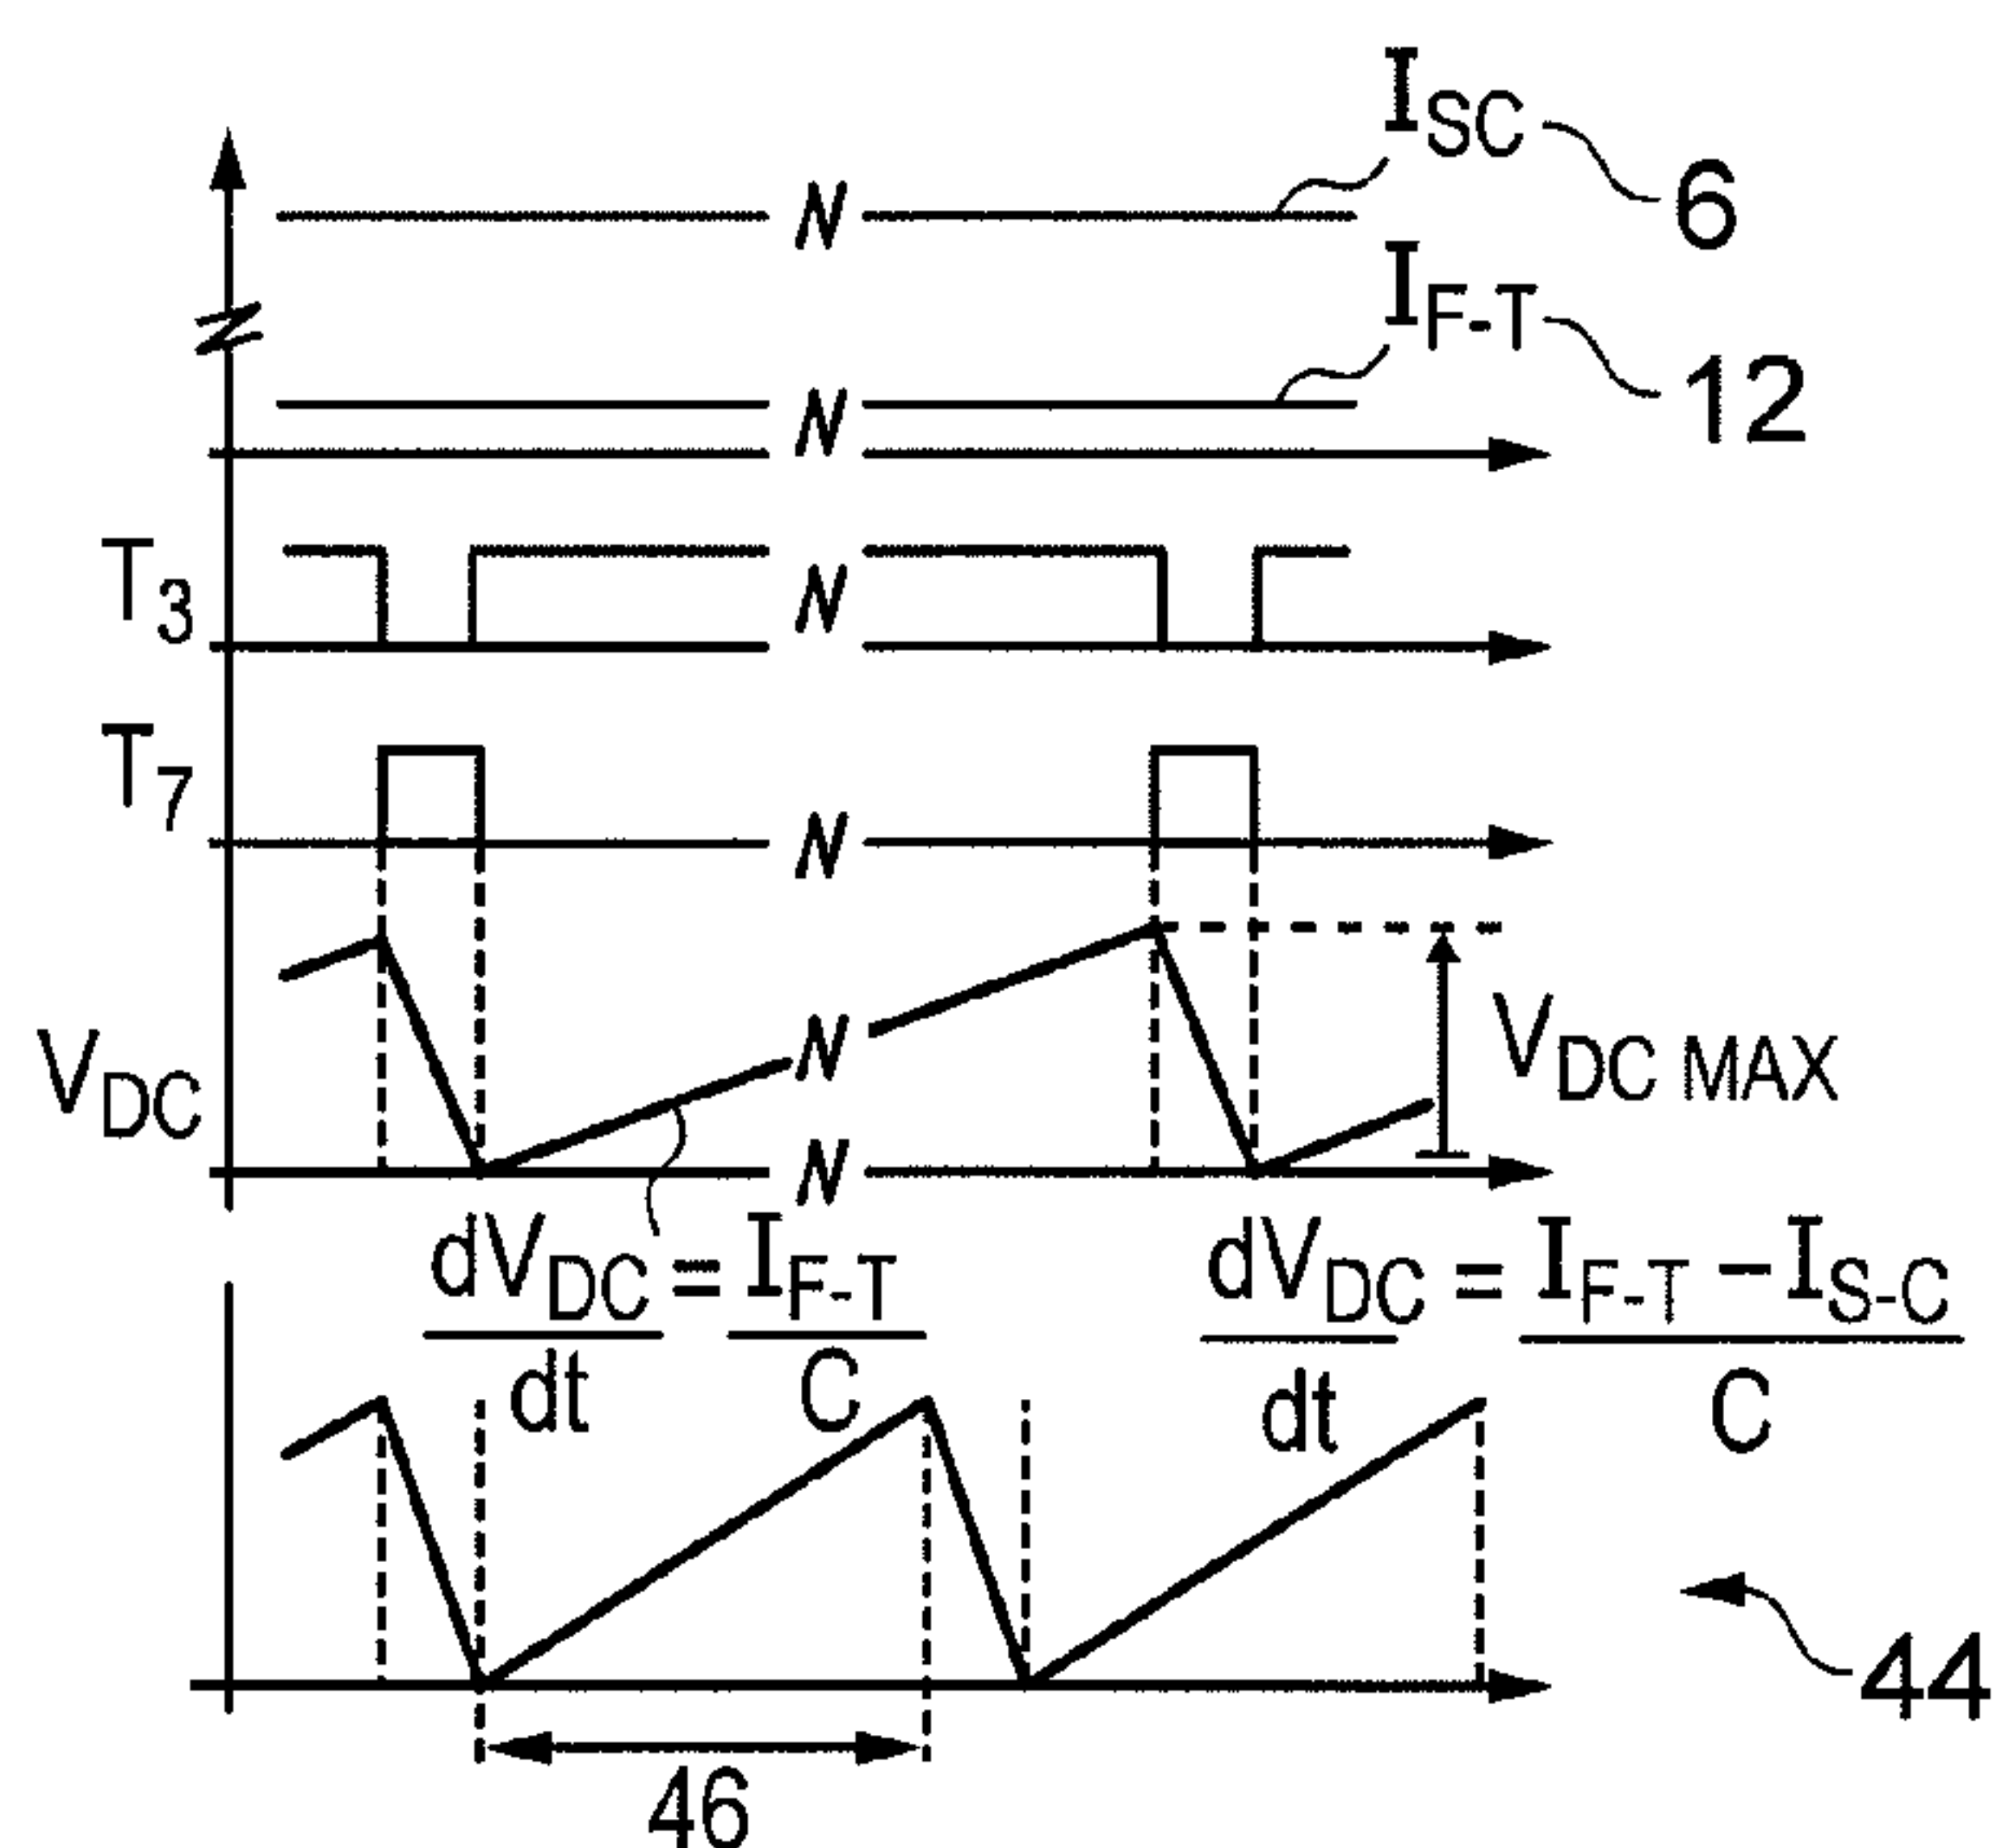 I_SC
6
I_F-T
12
T_3
T_7
V_DC
V_DC MAX
dV_DC = I_F-T
dt C
dV_DC = I_F-T - I_S-C
dt C
44
46